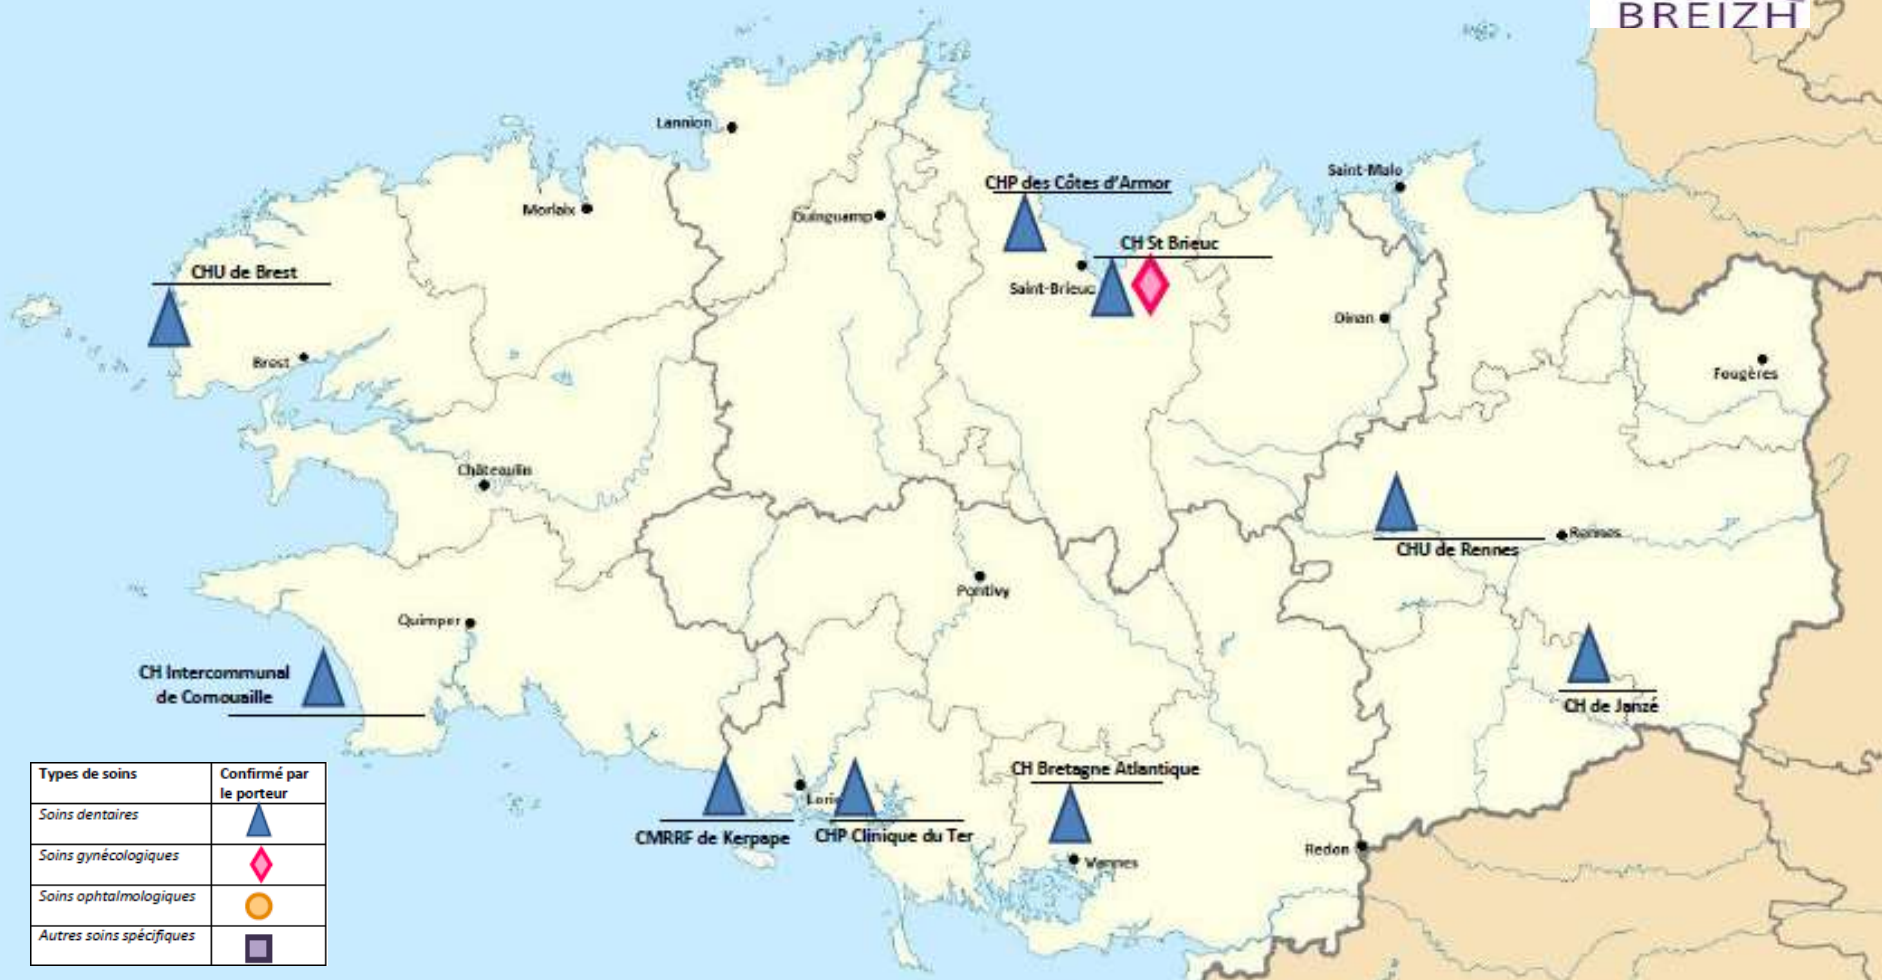 BREIZH
Lannion
Saint-Malo
CHP des Côtes d'Armor
Morlaix
Guingamp
CH St Brieuc
CHU de Brest
Saint-Brieuc
Dinan
Brest
Fougères
Châteaulin
Rennes
CHU de Rennes
Pontivy
Quimper
CH Intercommunal
de Cornouaille
CH de Janzé
CH Bretagne Atlantique
CMRRF de Kerpape
CHP Clinique du Ter
Redon
Vannes
Types de soins
Confirmé par
le porteur
Soins dentaires
Soins gynécologiques
Soins ophtalmologiques
Autres soins spécifiques